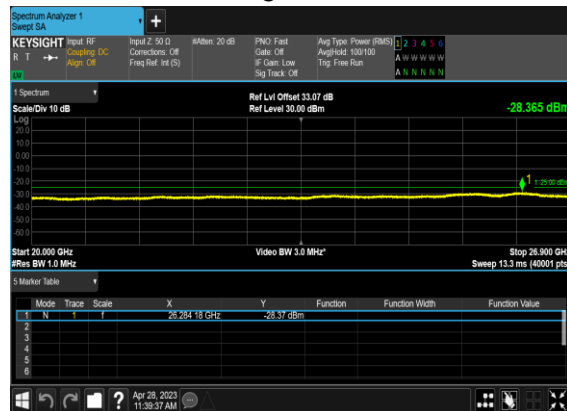 Spectrum Analyzer 1
Swept SA
+
KEYSIGHT Input: RF Input Z: 50 Ω #Atten: 20 dB PNO: Fast Avg Type: Power (RMS) 1 2 3 4 5 6
R T Coupling: DC Corrections: Off Gate: Off Avg|Hold: 100/100 A W W W W W
Align: Off Freq Ref: Int (S) IF Gain: Low Trig: Free Run
Sig Track: Off A N N N N N
1 Spectrum
Ref Lvl Offset 33.07 dB
Scale/Div 10 dB Ref Level 30.00 dBm -28.365 dBm
Log
20.0
10.0
0.00
-10.0
-20.0
-30.0
-40.0
-50.0
-60.0
1
-25.00 dBm
Start 20.000 GHz Video BW 3.0 MHz* Stop 26.900 GHz
#Res BW 1.0 MHz Sweep 13.3 ms (40001 pts)
5 Marker Table
Mode Trace Scale X Y Function Function Width Function Value
1 N 1 f 26.284 18 GHz -28.37 dBm
2
3
4
5
6
? Apr 28, 2023
11:39:37 AM